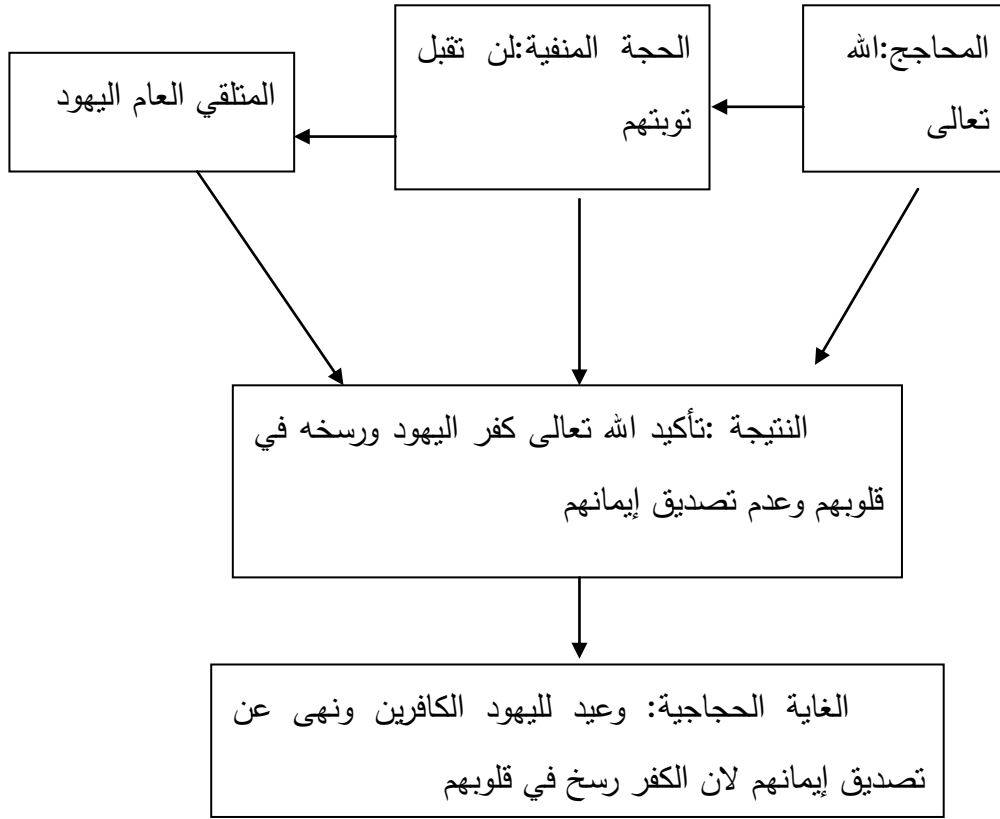 المحاجج:الله
تعالى
الحجة المنفية:لن تقبل
توبتهم
المتلقي العام اليهود
النتيجة :تأكيد الله تعالى كفر اليهود ورسخه في
قلوبهم وعدم تصديق إيمانهم
الغاية الحجاجية: وعيد لليهود الكافرين ونهى عن
تصديق إيمانهم لان الكفر رسخ في قلوبهم